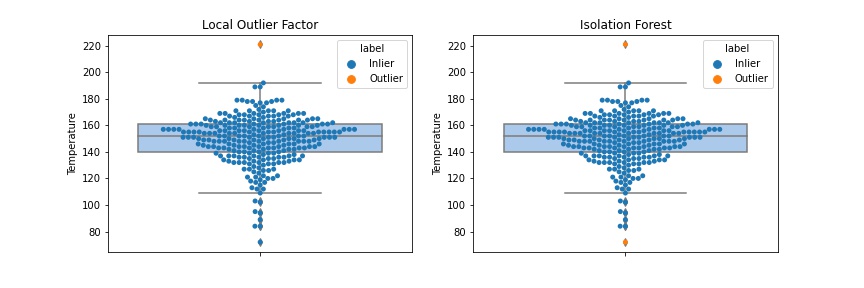 Local Outlier Factor
label
Inlier
Outlier
Temperature
220
200
180
160
140
120
100
80
Isolation Forest
label
Inlier
Outlier
Temperature
220
200
180
160
140
120
100
80